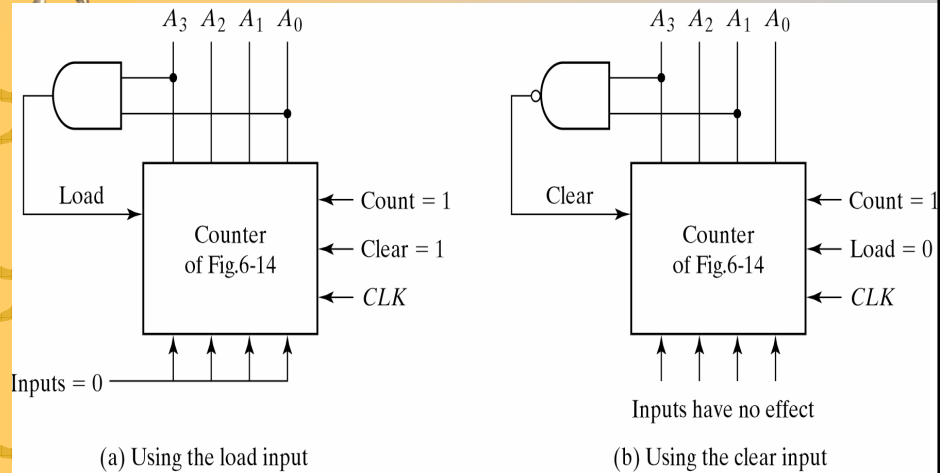 A3 A2 A1 A0
Load
Counter
of Fig.6-14
Count = 1
Clear = 1
CLK
Inputs = 0
(a) Using the load input
A3 A2 A1 A0
Clear
Counter
of Fig.6-14
Count = 1
Load = 0
CLK
Inputs have no effect
(b) Using the clear input